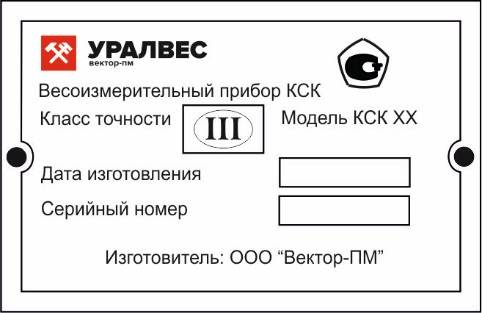 УРАЛВЕС
вектор-пм
Весоизмерительный прибор КСК
Класс точности III Модель КСК ХХ
Дата изготовления
Серийный номер
Изготовитель: ООО “Вектор-ПМ”